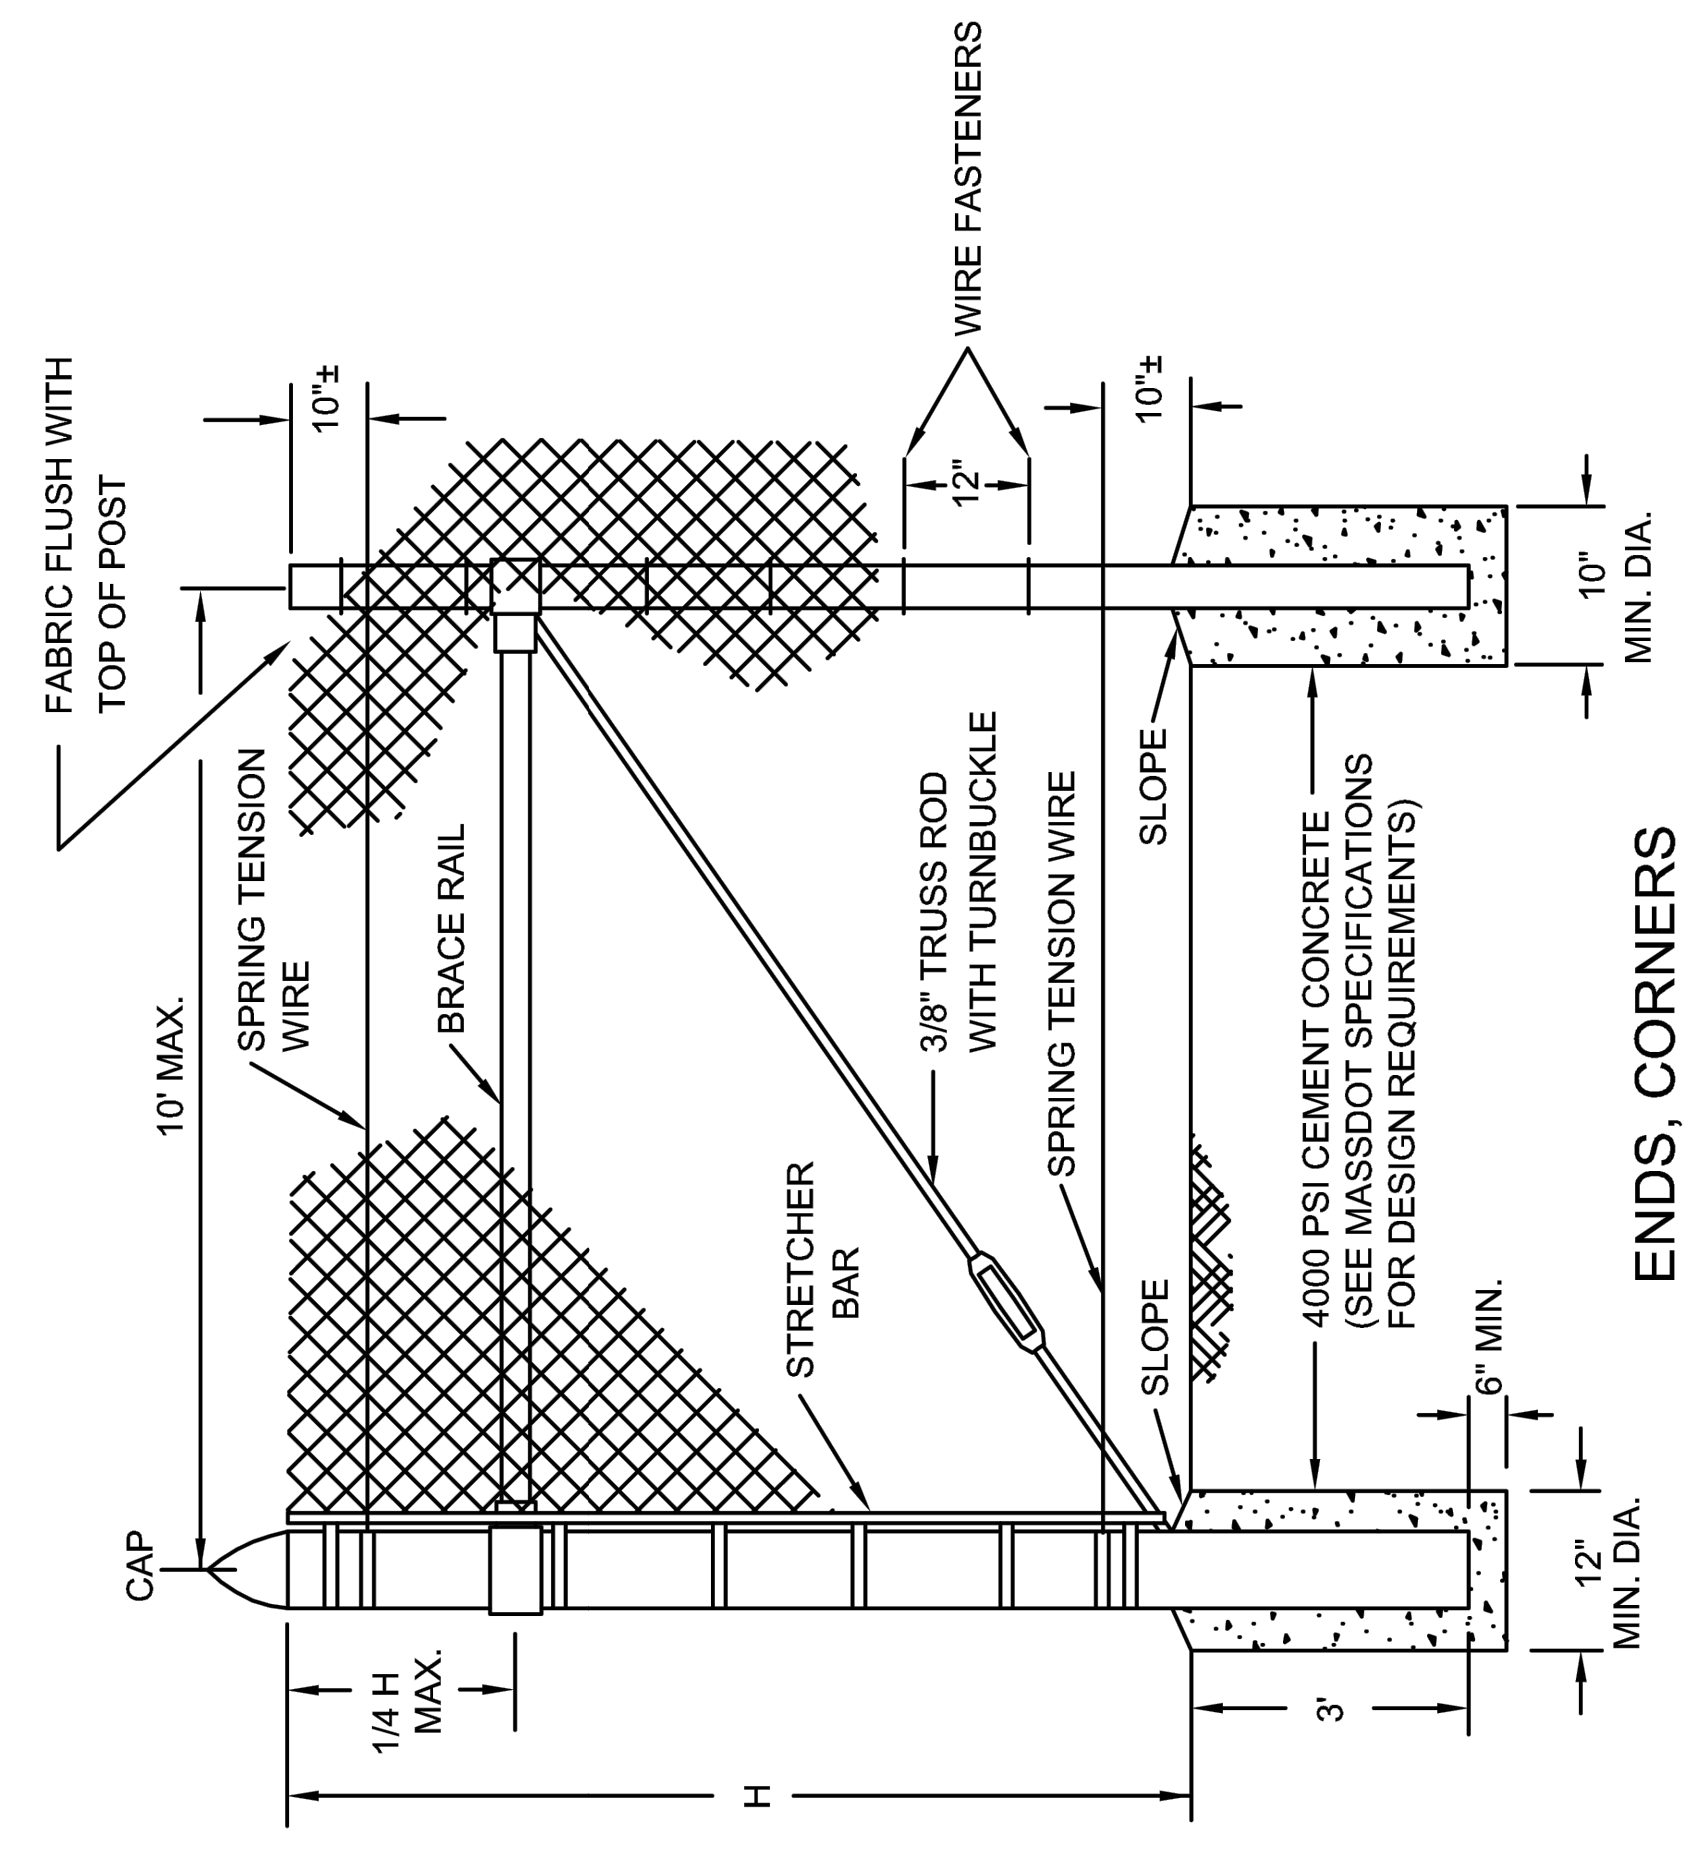 FABRIC FLUSH WITH
TOP OF POST
10' MAX.
CAP
SPRING TENSION
WIRE
10"±
1/4 H
MAX.
BRACE RAIL
STRETCHER
BAR
H
3/8" TRUSS ROD
WITH TURNBUCKLE
WIRE FASTENERS
12"
SPRING TENSION WIRE
10"±
SLOPE
SLOPE
3'
4000 PSI CEMENT CONCRETE
(SEE MASSDOT SPECIFICATIONS
FOR DESIGN REQUIREMENTS)
6" MIN.
12"
MIN. DIA.
10"
MIN. DIA.
ENDS, CORNERS